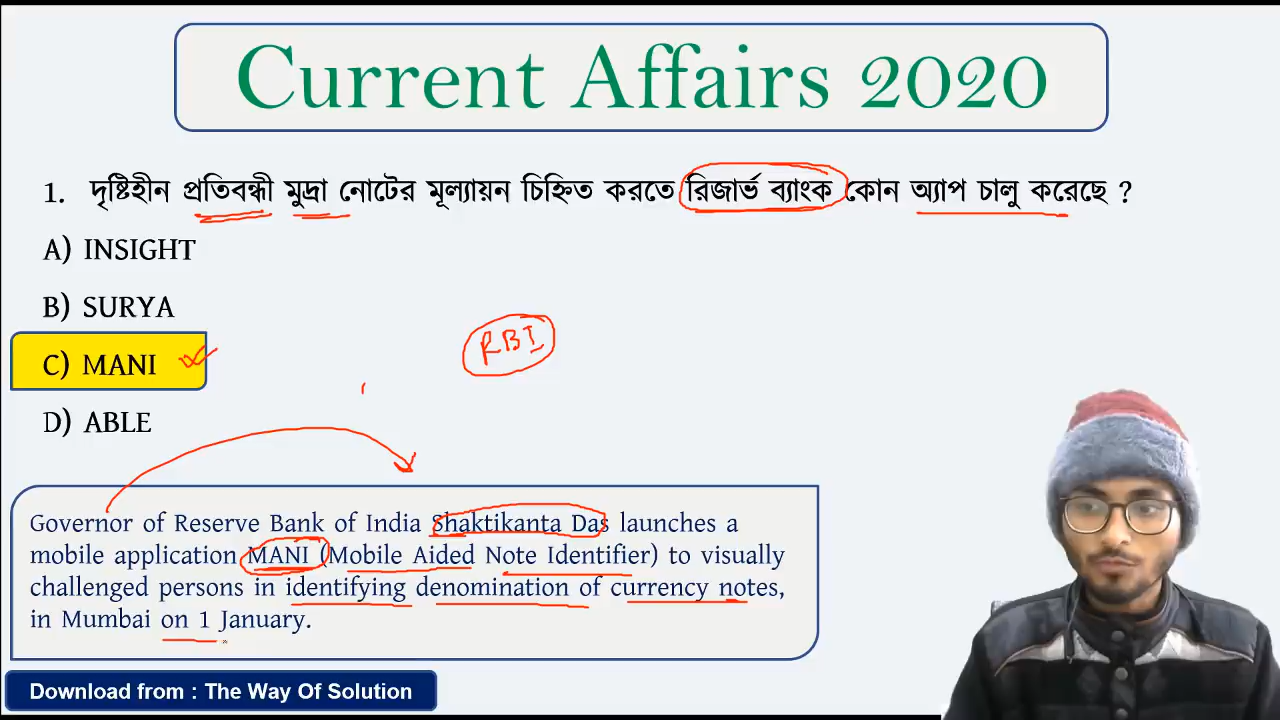 Current Affairs 2020
1. দৃষ্টিহীন প্রতিবন্ধী মুদ্রা নোটের মূল্যায়ন চিহ্নিত করতে রিজার্ভ ব্যাংক কোন অ্যাপ চালু করেছে ?
A) INSIGHT
B) SURYA
RBI
C) MANI
D) ABLE
Governor of Reserve Bank of India Shaktikanta Das launches a
mobile application MANI (Mobile Aided Note Identifier) to visually
challenged persons in identifying denomination of currency notes,
in Mumbai on 1 January.
Download from : The Way Of Solution